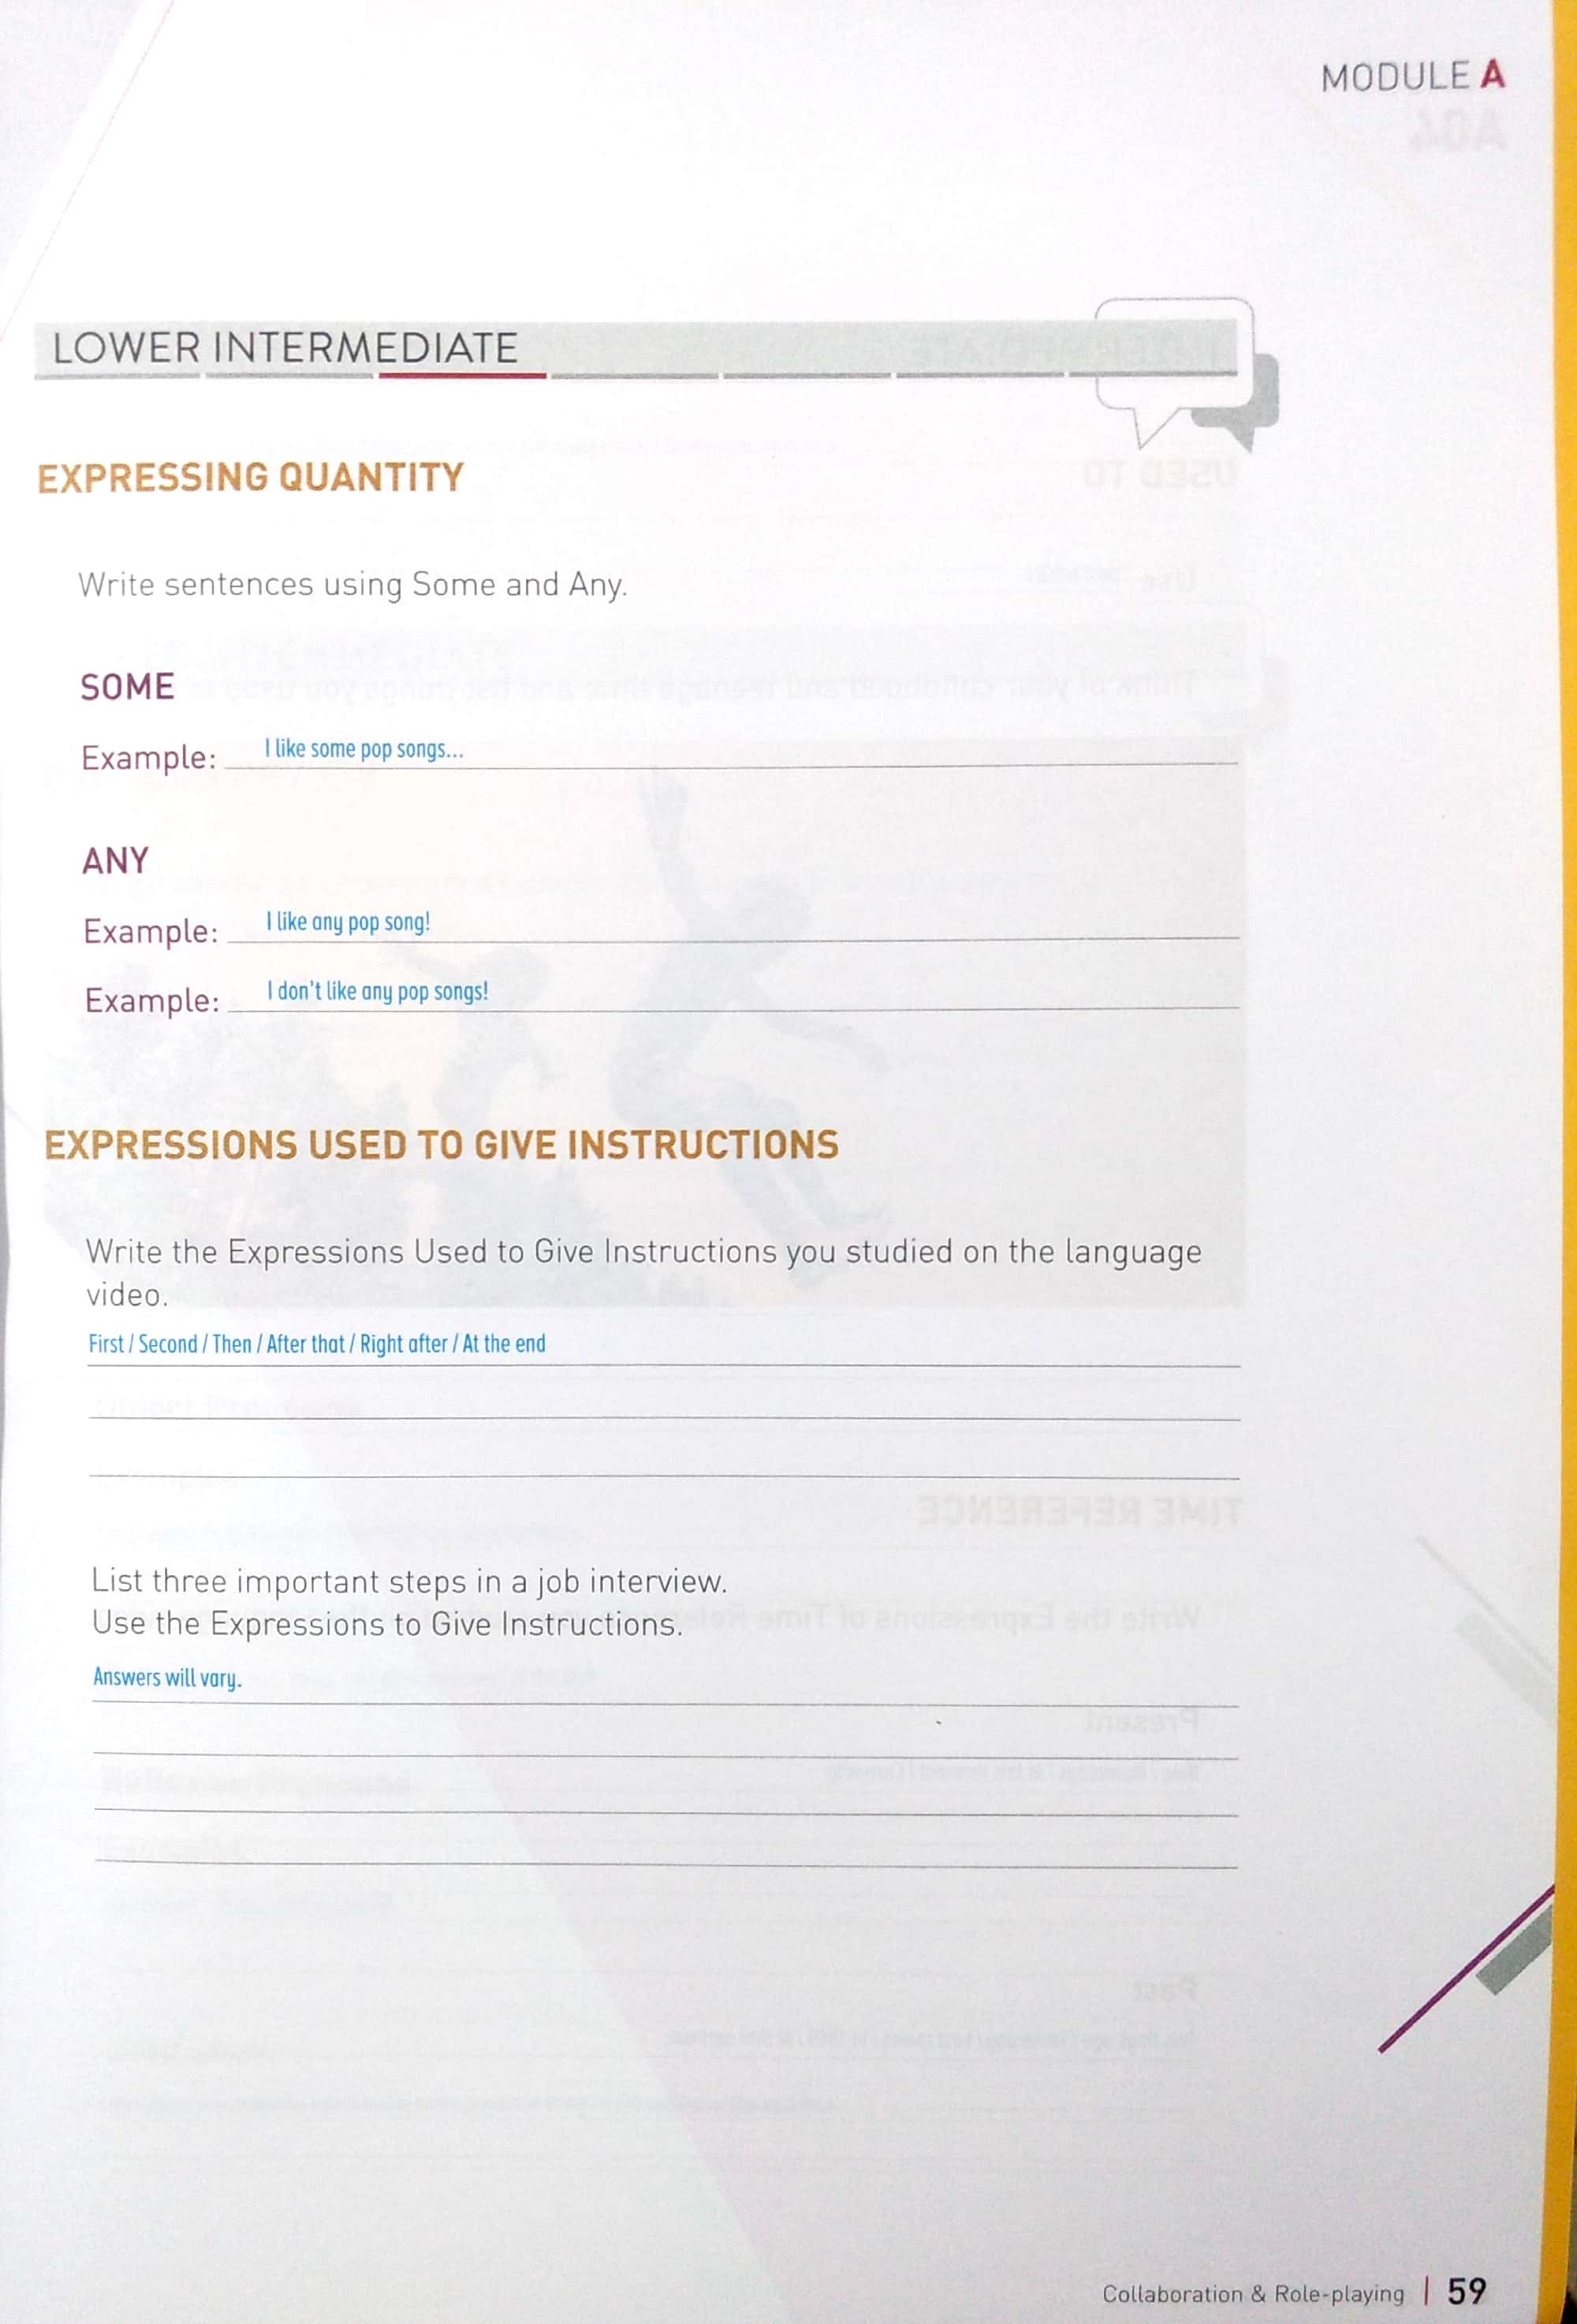 MODULE A
LOWER INTERMEDIATE
EXPRESSING QUANTITY
Write sentences using Some and Any.
SOME
Example: I like some pop songs...
ANY
Example: I like any pop song!
Example: I don't like any pop songs!
EXPRESSIONS USED TO GIVE INSTRUCTIONS
Write the Expressions Used to Give Instructions you studied on the language
video.
First / Second / Then / After that / Right after / At the end
List three important steps in a job interview.
Use the Expressions to Give Instructions.
Answers will vary.
Collaboration & Role-playing | 59